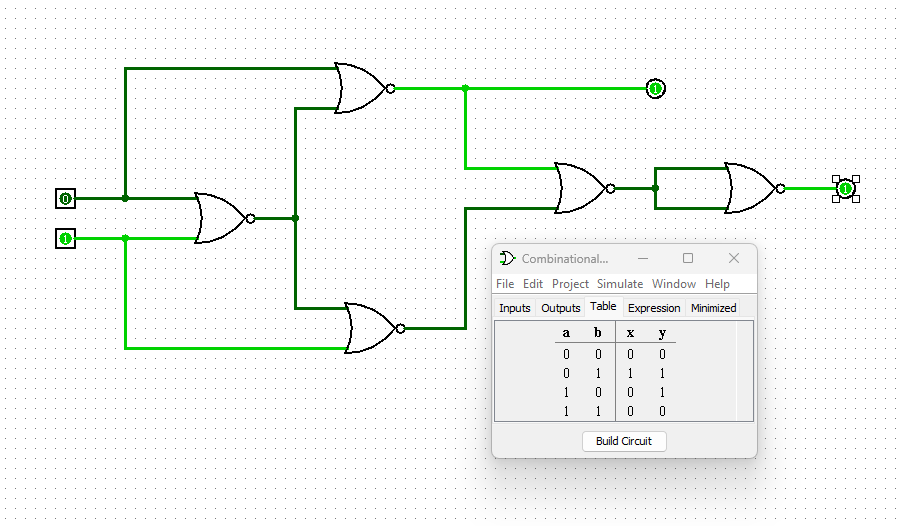 1
0
1
1
Combinational...
File Edit Project Simulate Window Help
Inputs Outputs Table Expression Minimized
a b x y
0 0 0 0
0 1 1 1
1 0 0 1
1 1 0 0
Build Circuit